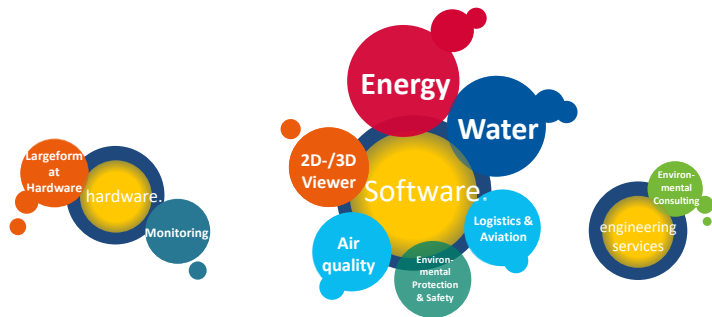 Largeform
at
Hardware
hardware.
Monitoring
Energy
Water
2D-/3D
Viewer
Software.
Air
quality
Logistics &
Aviation
Environ-
mental
Protection
& Safety
Environ-
mental
Consulting
engineering
services